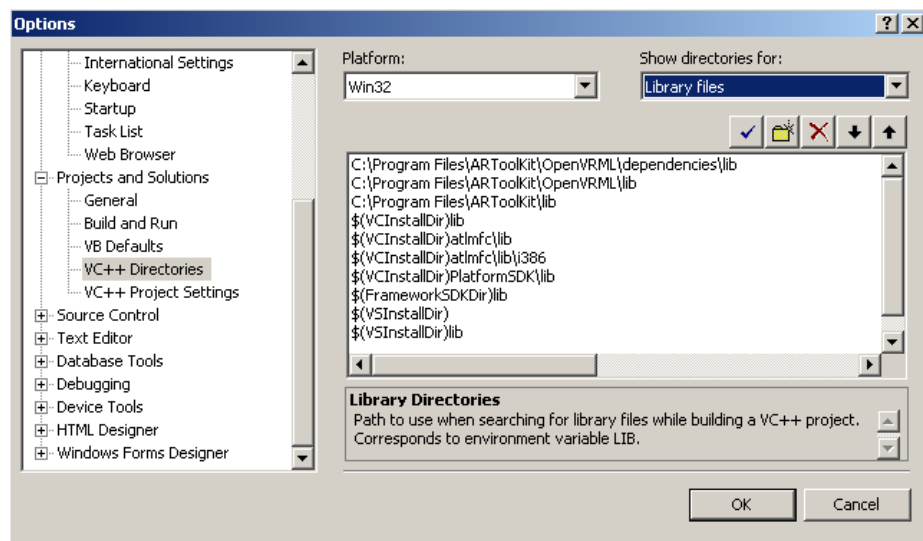 Options
International Settings
Keyboard
Startup
Task List
Web Browser
Projects and Solutions
General
Build and Run
VB Defaults
VC++ Directories
VC++ Project Settings
Source Control
Text Editor
Database Tools
Debugging
Device Tools
HTML Designer
Windows Forms Designer
Platform:
Win32
Show directories for:
Library files
C:\Program Files\ARToolKit\OpenVRML\dependencies\lib
C:\Program Files\ARToolKit\OpenVRML\lib
C:\Program Files\ARToolKit\lib
$(VCInstallDir)lib
$(VCInstallDir)atlmfc\lib
$(VCInstallDir)atlmfc\lib\i386
$(VCInstallDir)PlatformSDK\lib
$(FrameworkSDKDir)lib
$(VSInstallDir)
$(VSInstallDir)lib
Library Directories
Path to use when searching for library files while building a VC++ project.
Corresponds to environment variable LIB.
OK
Cancel